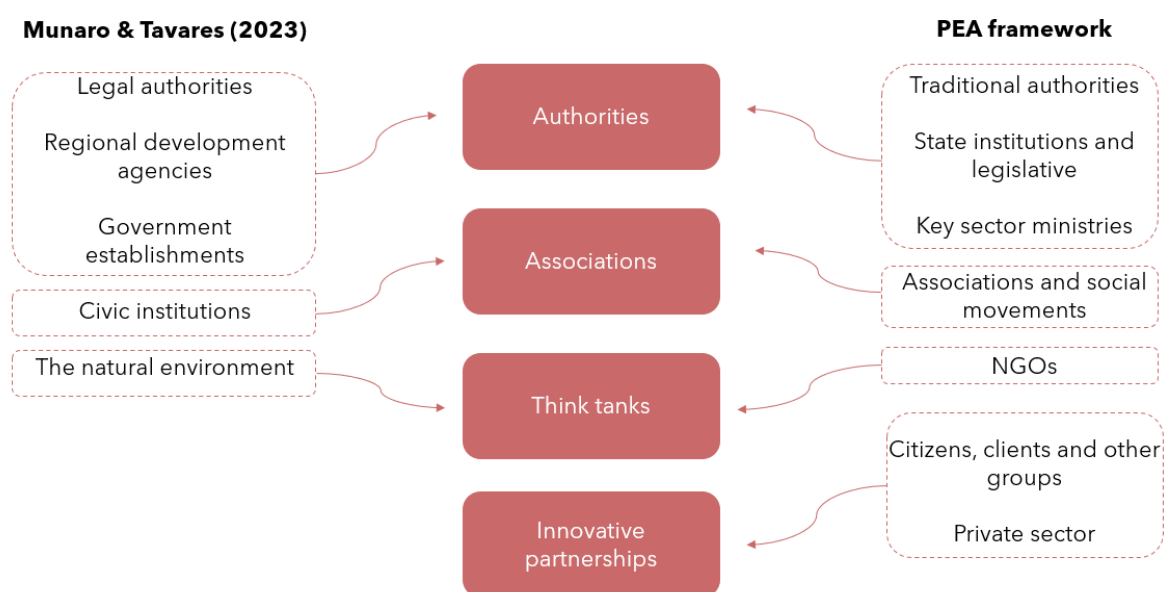 Munaro & Tavares (2023)
Legal authorities
Regional development
agencies
Government
establishments
Civic institutions
The natural environment
Authorities
Associations
Think tanks
Innovative
partnerships
PEA framework
Traditional authorities
State institutions and
legislative
Key sector ministries
Associations and social
movements
NGOs
Citizens, clients and other
groups
Private sector